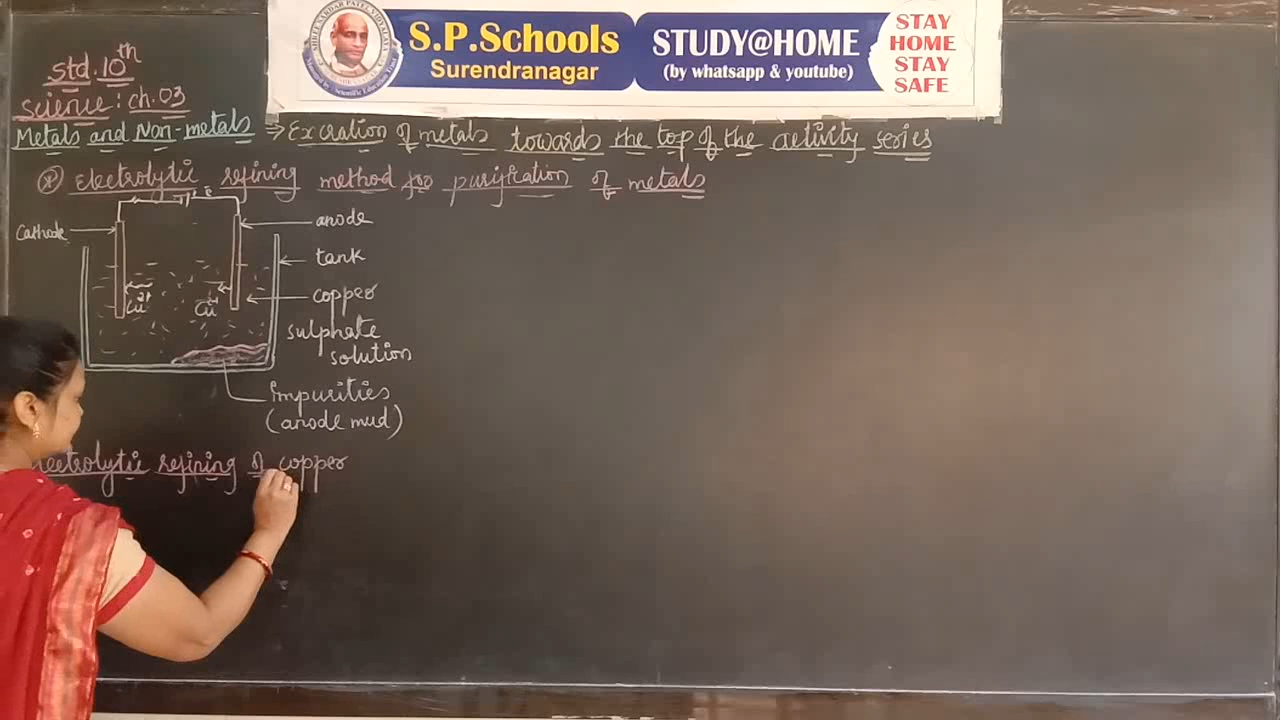 S.P.Schools
Surendranagar
STUDY@HOME
(by whatsapp & youtube)
STAY
HOME
STAY
SAFE
Std. 10th
Science : ch. 03
Metals and Non-metals ⇒ Excration of metals towards the top of the activity series
(*) Electrolytic refining method for purification of metals
Cathode
anode
tank
copper
sulphate
solution
Cu2+
Cu2+
Impurities
(anode mud)
refining of copper